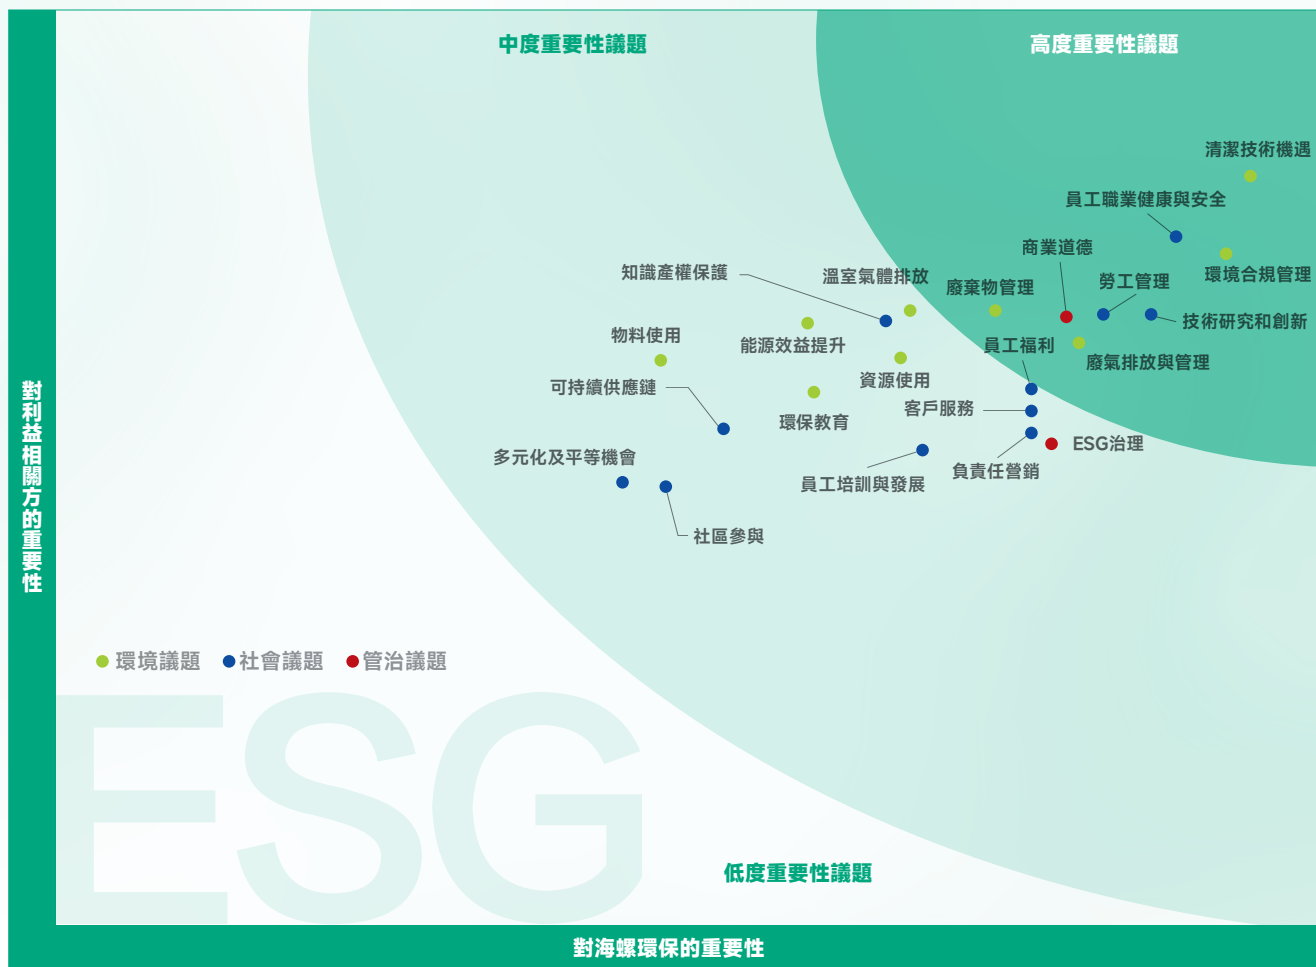 中度重要性議題
高度重要性議題
清潔技術機遇
員工職業健康與安全
商業道德
知識產權保護
溫室氣體排放
廢棄物管理
勞工管理
環境合規管理
技術研究和創新
物料使用
能源效益提升
員工福利
廢氣排放與管理
可持續供應鏈
資源使用
環保教育
客戶服務
多元化及平等機會
員工培訓與發展
負責任營銷
ESG治理
社區參與
對利益相關方的重要性
環境議題
社會議題
管治議題
ESG
低度重要性議題
對海螺環保的重要性